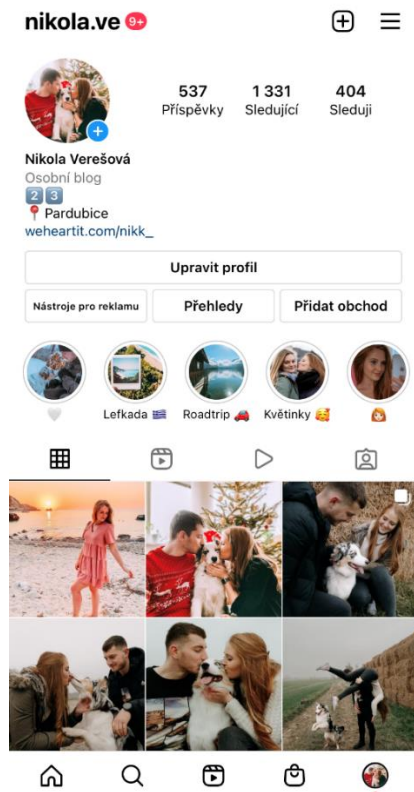 nikola.ve 9+
537 1 331 404
Příspěvky Sledující Sleduji
Nikola Verešová
Osobní blog
2 3
📍 Pardubice
weheartit.com/nikk_
Upravit profil
Nástroje pro reklamu Přehledy Přidat obchod
🤍 Lefkada 🇬🇷 Roadtrip 🚗 Květinky 🥰 👩🏻‍🦰